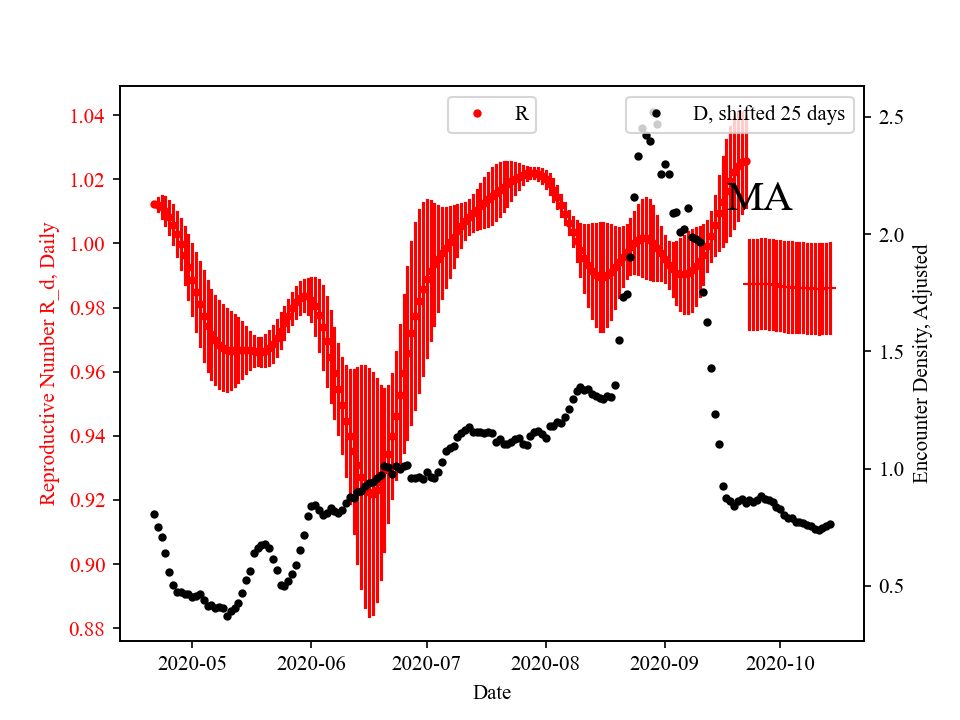 R
D, shifted 25 days
MA
1.04
1.02
1.00
0.98
0.96
0.94
0.92
0.90
0.88
Reproductive Number R_d, Daily
2.5
2.0
1.5
1.0
0.5
Encounter Density, Adjusted
2020-05 2020-06 2020-07 2020-08 2020-09 2020-10
Date